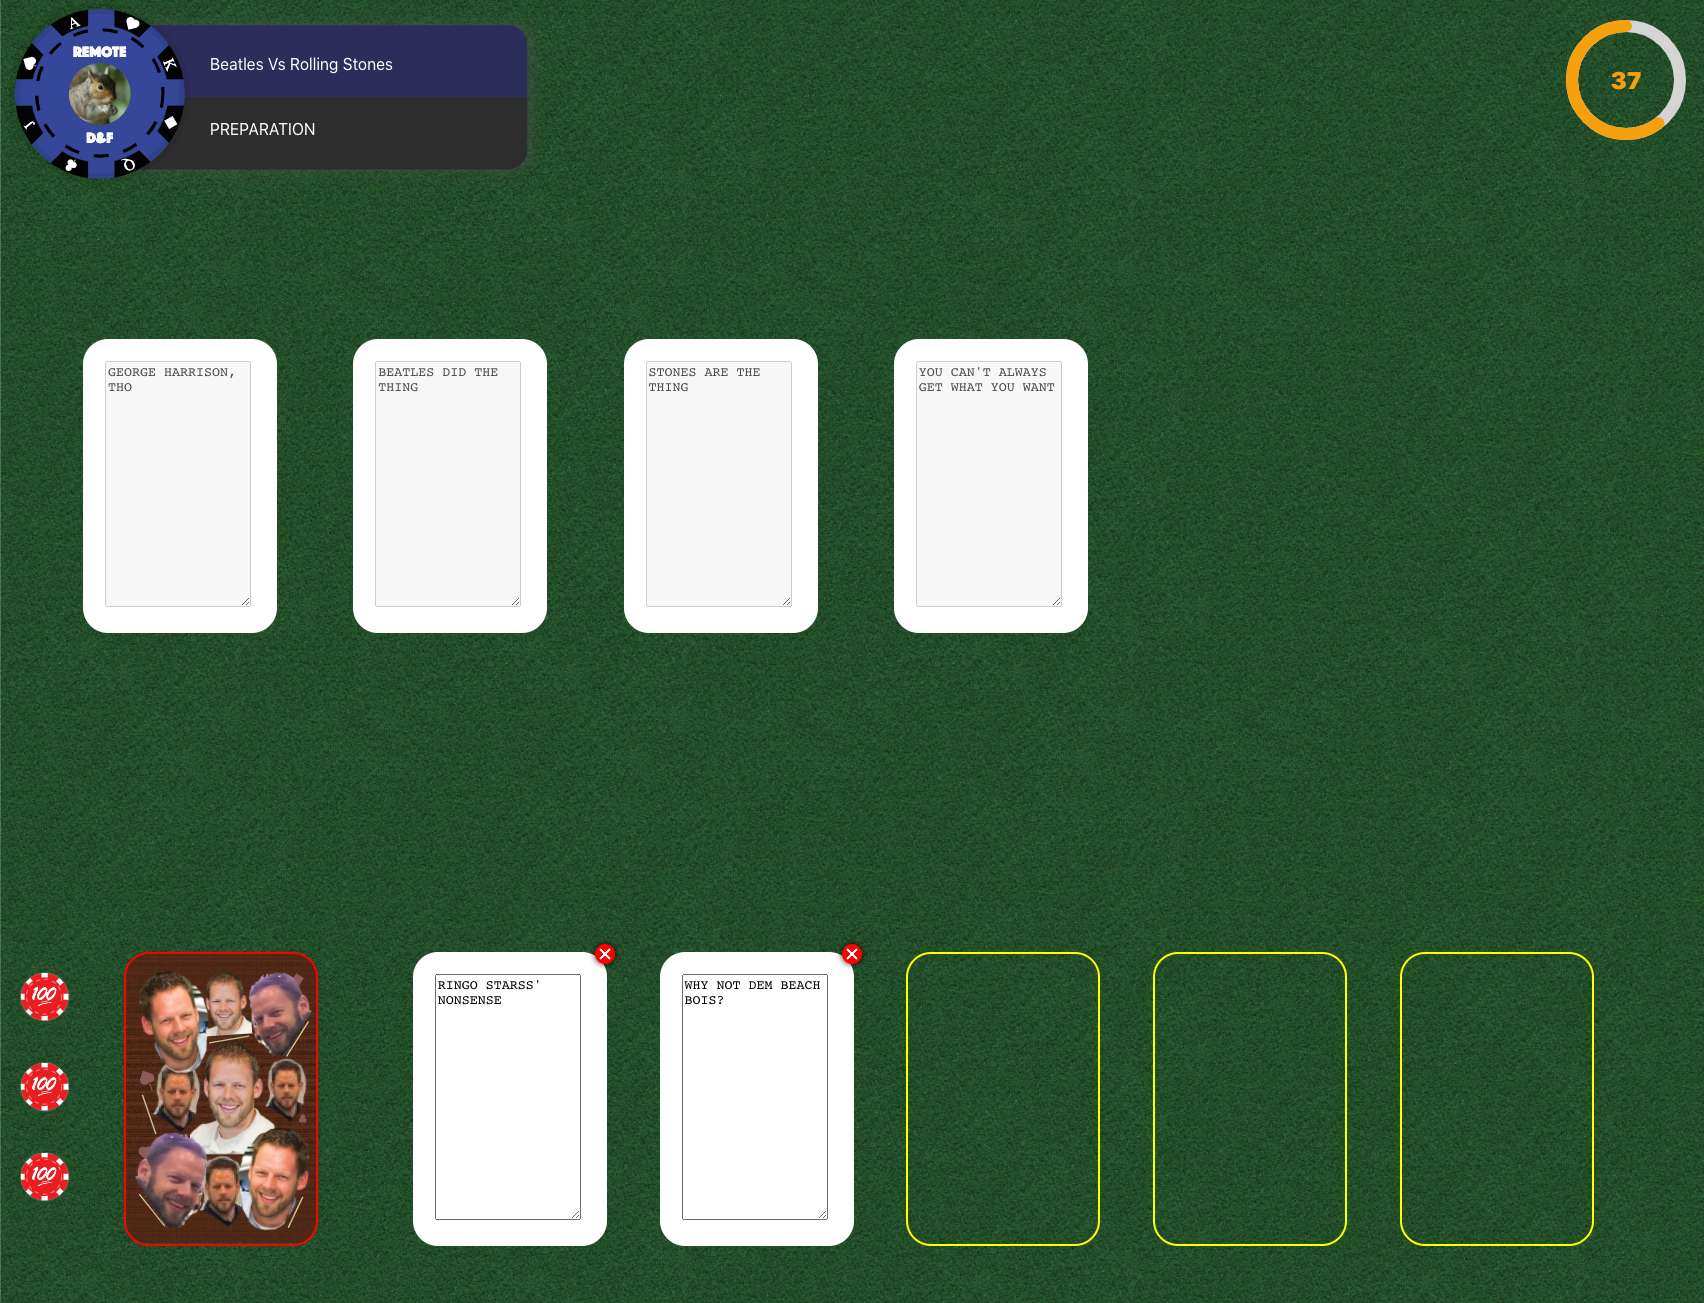 A
K
REMOTE
J
D&F
Q
Beatles Vs Rolling Stones
PREPARATION
37
GEORGE HARRISON,
THO
BEATLES DID THE
THING
STONES ARE THE
THING
YOU CAN'T ALWAYS
GET WHAT YOU WANT
100
100
100
RINGO STARSS'
NONSENSE
WHY NOT DEM BEACH
BOIS?